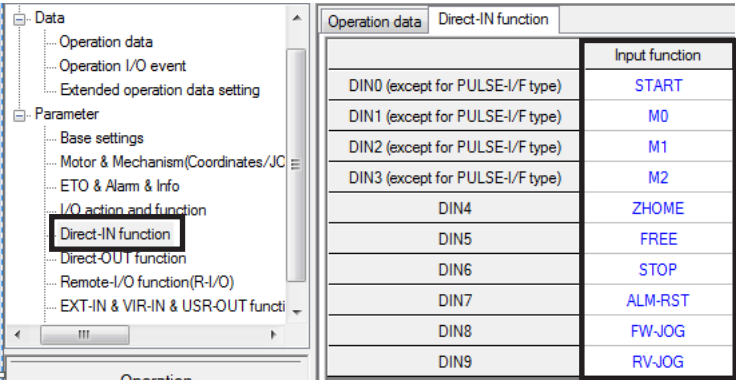 Data
Operation data
Operation I/O event
Extended operation data setting
Parameter
Base settings
Motor & Mechanism(Coordinates/JO
ETO & Alarm & Info
I/O action and function
Direct-IN function
Direct-OUT function
Remote-I/O function(R-I/O)
EXT-IN & VIR-IN & USR-OUT functi
Operation
Operation data Direct-IN function
Input function
DIN0 (except for PULSE-I/F type) START
DIN1 (except for PULSE-I/F type) M0
DIN2 (except for PULSE-I/F type) M1
DIN3 (except for PULSE-I/F type) M2
DIN4 ZHOME
DIN5 FREE
DIN6 STOP
DIN7 ALM-RST
DIN8 FW-JOG
DIN9 RV-JOG